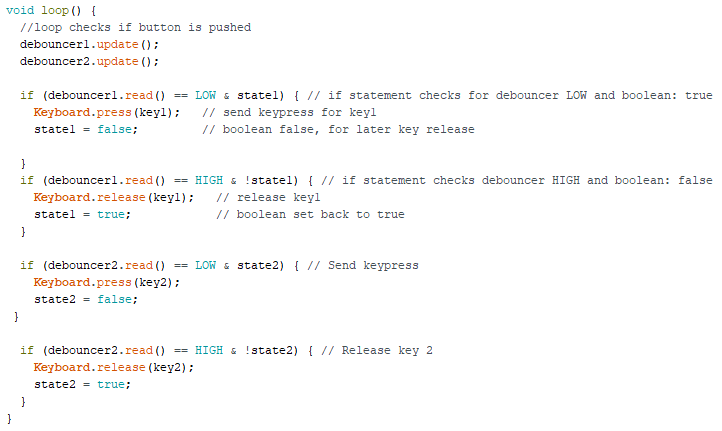 void loop() {
  //loop checks if button is pushed
  debouncer1.update();
  debouncer2.update();

  if (debouncer1.read() == LOW & state1) { // if statement checks for debouncer LOW and boolean: true
    Keyboard.press(key1);   // send keypress for key1
    state1 = false;         // boolean false, for later key release

  }
  if (debouncer1.read() == HIGH & !state1) { // if statement checks debouncer HIGH and boolean: false
    Keyboard.release(key1);   // release key1
    state1 = true;            // boolean set back to true
  }

  if (debouncer2.read() == LOW & state2) { // Send keypress
    Keyboard.press(key2);
    state2 = false;
 }

  if (debouncer2.read() == HIGH & !state2) { // Release key 2
    Keyboard.release(key2);
    state2 = true;
  }
}